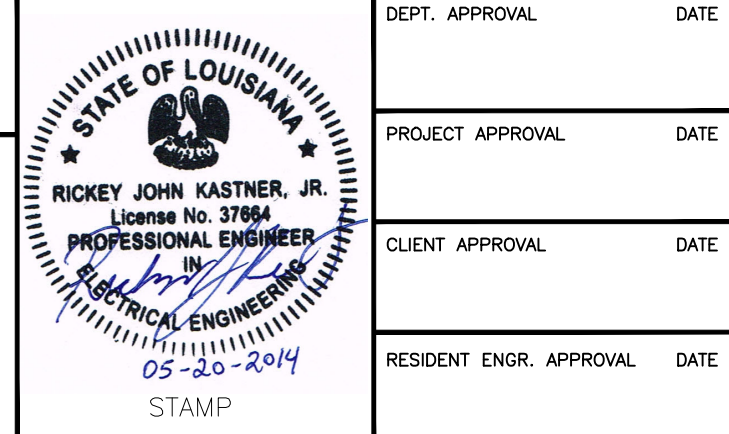 STATE OF LOUISIANA
RICKEY JOHN KASTNER, JR.
License No. 37664
PROFESSIONAL ENGINEER
IN
ELECTRICAL ENGINEERING
05-20-2014
STAMP
DEPT. APPROVAL DATE
PROJECT APPROVAL DATE
CLIENT APPROVAL DATE
RESIDENT ENGR. APPROVAL DATE